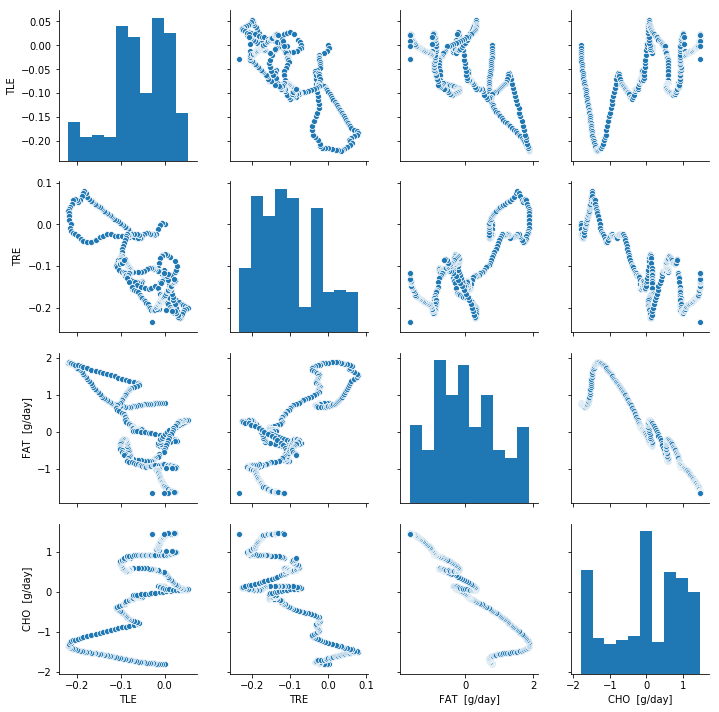 0.05
0.00
−0.05
−0.10
−0.15
−0.20
TLE
0.1
0.0
−0.1
−0.2
TRE
2
1
0
−1
FAT [g/day]
1
0
−1
−2
CHO [g/day]
−0.2 −0.1 0.0
TLE
−0.2 −0.1 0.0 0.1
TRE
0 2
FAT [g/day]
−2 −1 0 1
CHO [g/day]